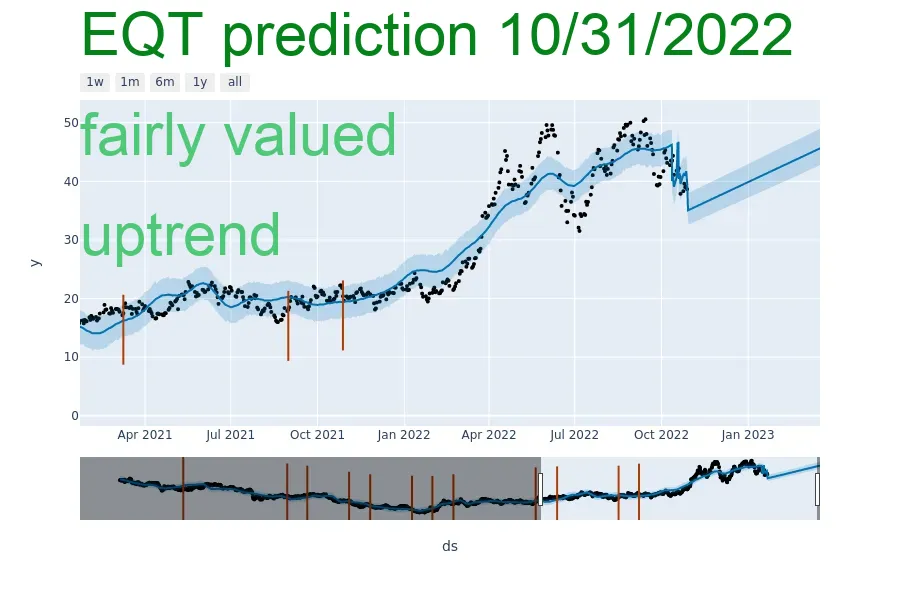 EQT prediction 10/31/2022
1w 1m 6m 1y all
fairly valued
uptrend
50
40
30
20
10
0
y
Apr 2021 Jul 2021 Oct 2021 Jan 2022 Apr 2022 Jul 2022 Oct 2022 Jan 2023
ds